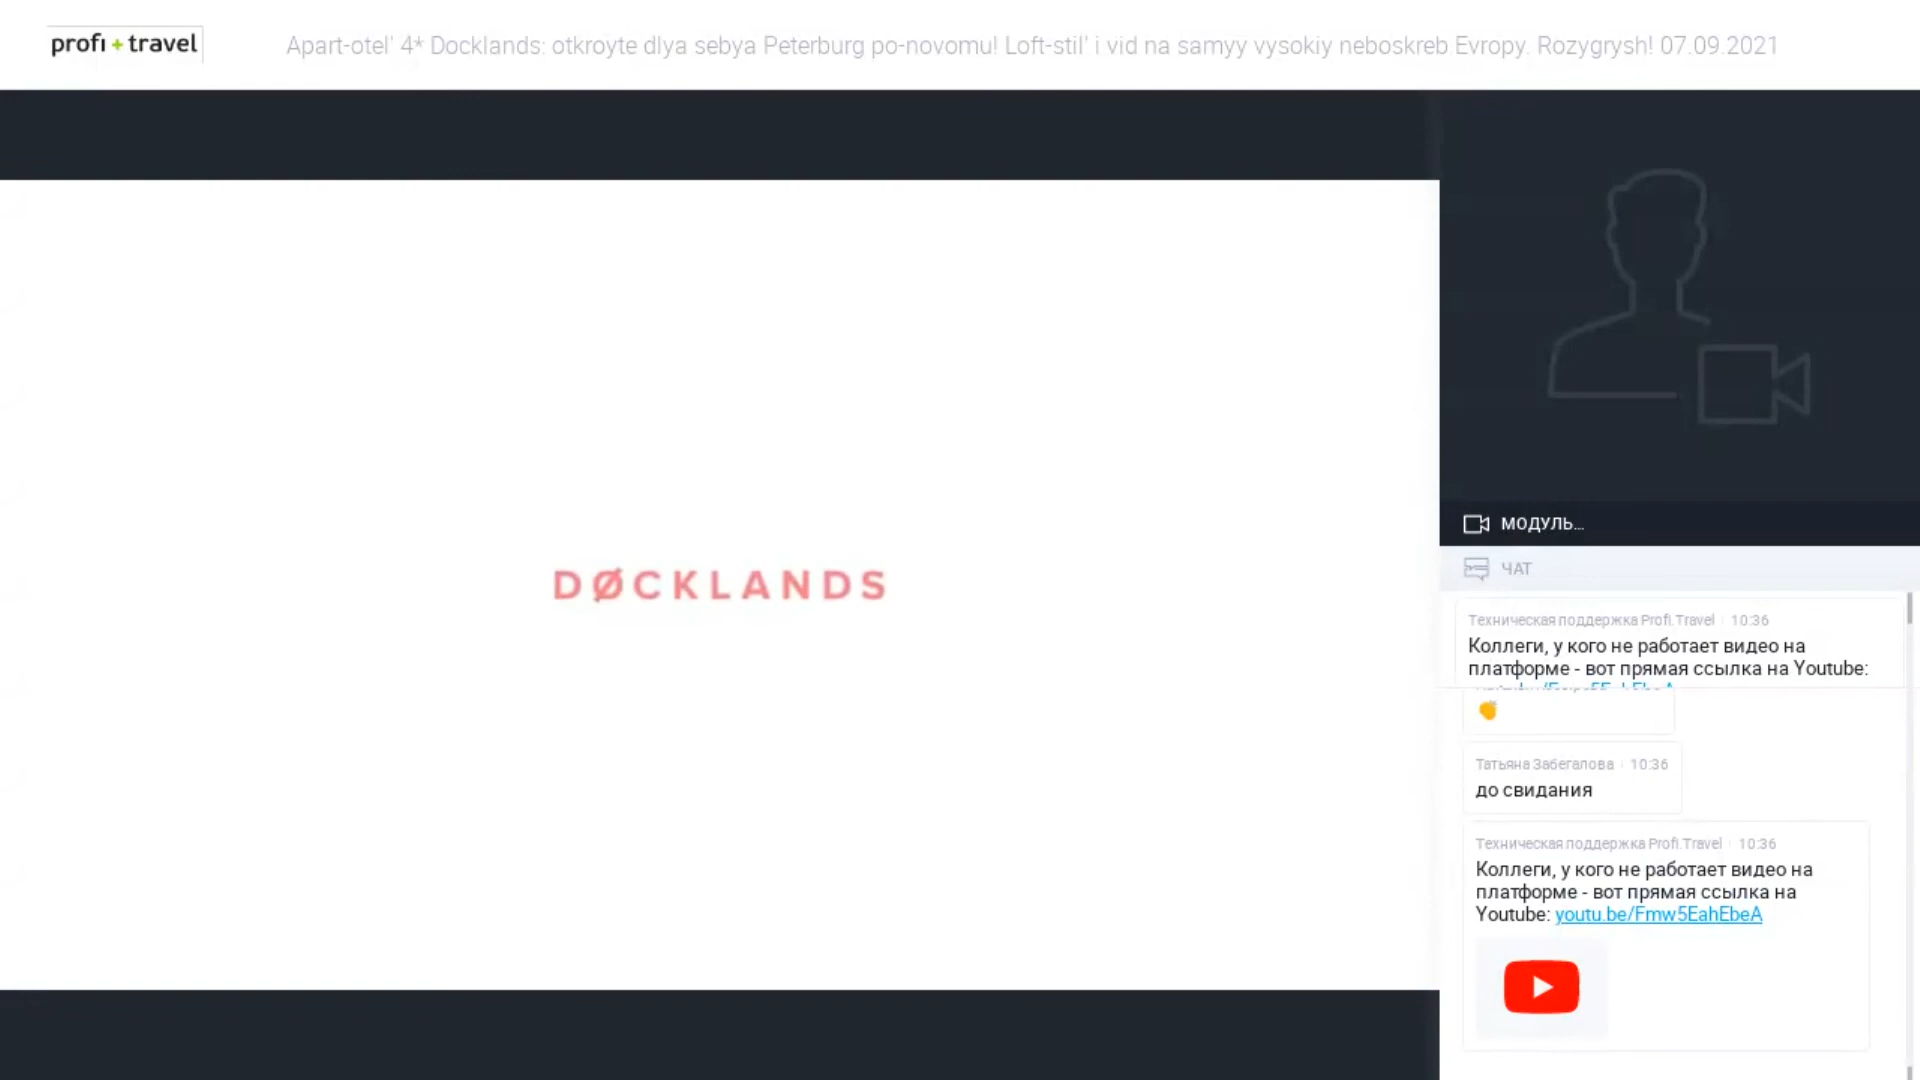 profi + travel
Apart-otel' 4* Docklands: otkroyte dlya sebya Peterburg po-novomu! Loft-stil' i vid na samyy vysokiy neboskreb Evropy. Rozygrysh! 07.09.2021
DØCKLANDS
МОДУЛЬ...
ЧАТ
Техническая поддержка Profi.Travel 10:36
Коллеги, у кого не работает видео на
платформе - вот прямая ссылка на Youtube:
Татьяна Забегалова 10:36
до свидания
Техническая поддержка Profi.Travel 10:36
Коллеги, у кого не работает видео на
платформе - вот прямая ссылка на
Youtube: youtu.be/Fmw5EahEbeA